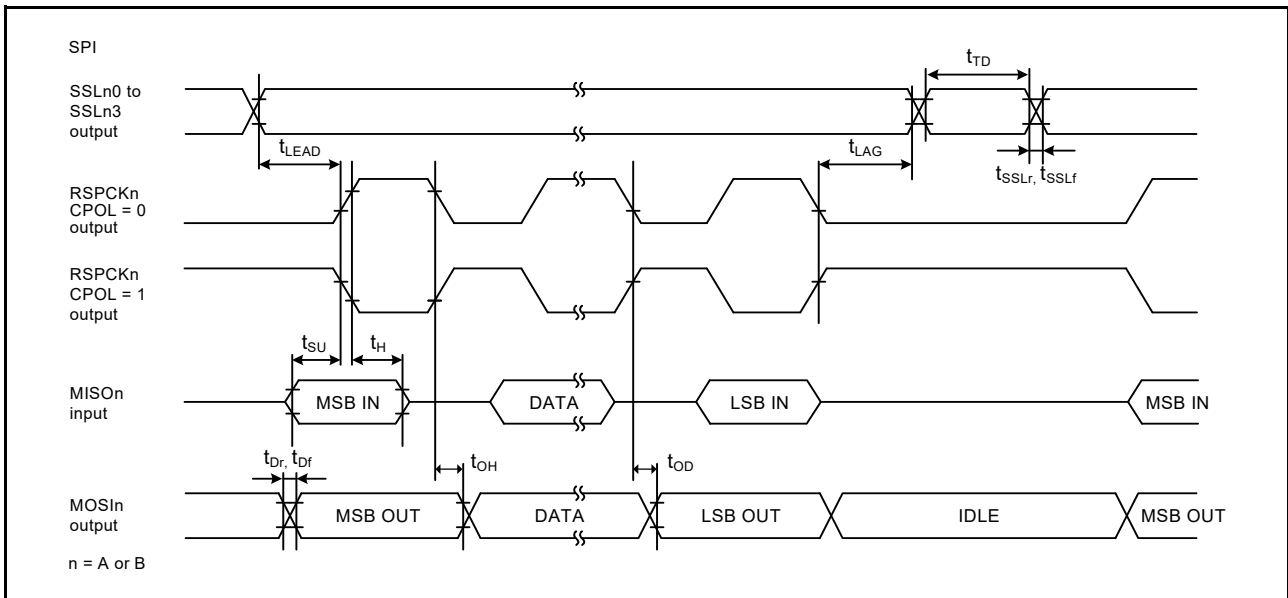 SPI
SSLn0 to
SSLn3
output
tTD
tLEAD
tLAG
tSSLr, tSSLf
RSPCKn
CPOL = 0
output
RSPCKn
CPOL = 1
output
tSU
tH
MISOn
input
MSB IN
DATA
LSB IN
MSB IN
tDr, tDf
tOH
tOD
MOSIn
output
MSB OUT
DATA
LSB OUT
IDLE
MSB OUT
n = A or B